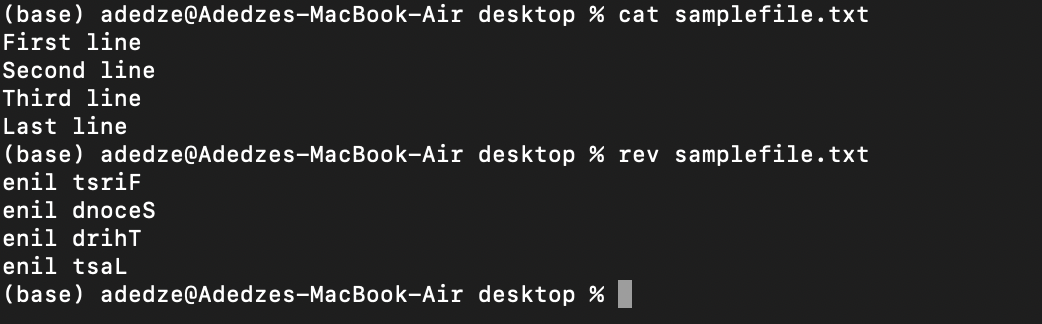 (base) adedze@Adedzes-MacBook-Air desktop % cat samplefile.txt
First line
Second line
Third line
Last line
(base) adedze@Adedzes-MacBook-Air desktop % rev samplefile.txt
enil tsriF
enil dnoceS
enil drihT
enil tsaL
(base) adedze@Adedzes-MacBook-Air desktop %